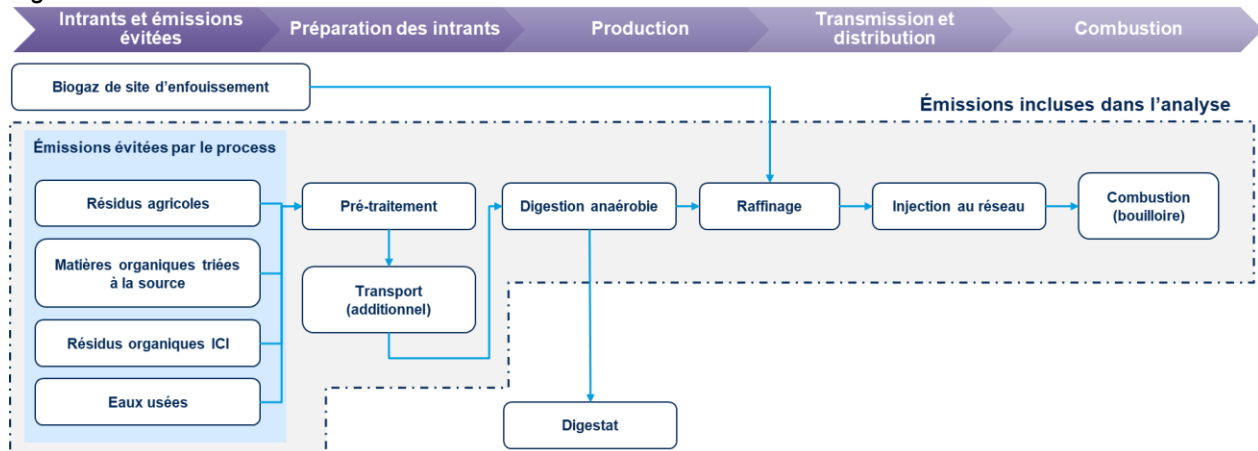 Intrants et émissions
évitées
Préparation des intrants
Production
Transmission et
distribution
Combustion
Biogaz de site d'enfouissement
Émissions incluses dans l'analyse
Émissions évitées par le process
Résidus agricoles
Pré-traitement
Digestion anaérobie
Raffinage
Injection au réseau
Combustion
(bouilloire)
Matières organiques triées
à la source
Transport
(additionnel)
Résidus organiques ICI
Eaux usées
Digestat